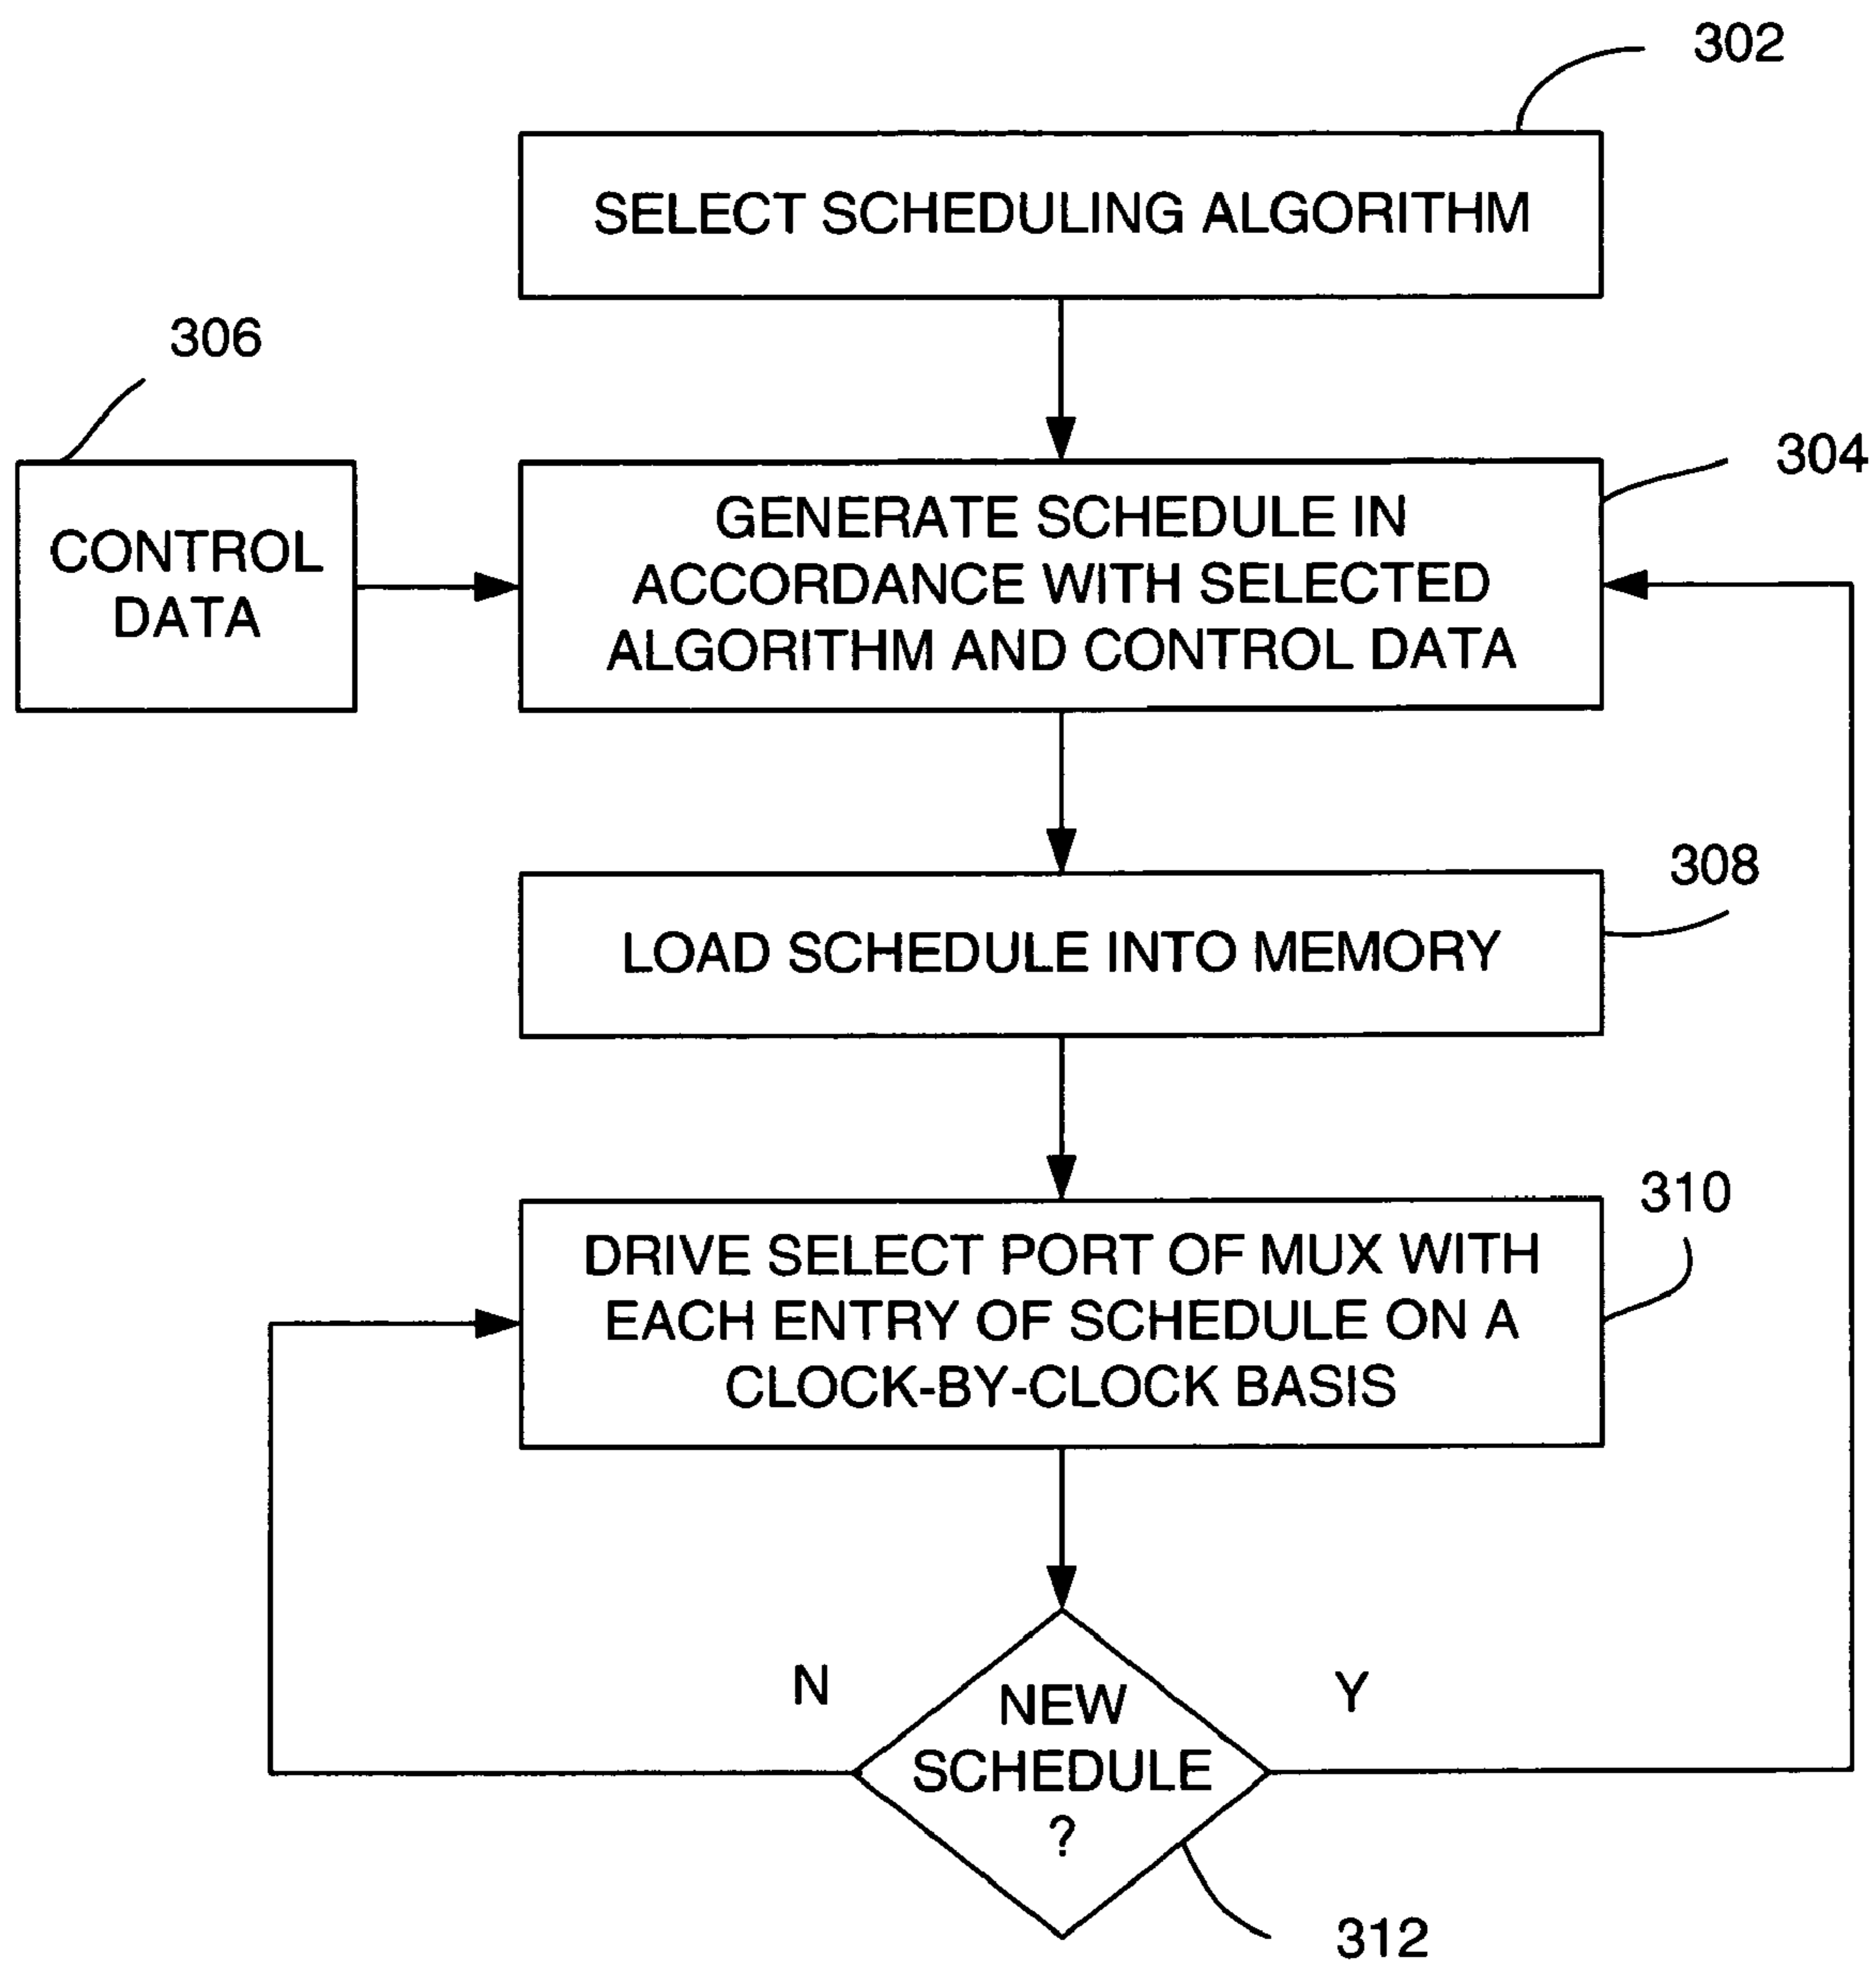 302
SELECT SCHEDULING ALGORITHM
306
304
CONTROL
DATA
GENERATE SCHEDULE IN
ACCORDANCE WITH SELECTED
ALGORITHM AND CONTROL DATA
308
LOAD SCHEDULE INTO MEMORY
310
DRIVE SELECT PORT OF MUX WITH
EACH ENTRY OF SCHEDULE ON A
CLOCK-BY-CLOCK BASIS
N
Y
NEW
SCHEDULE
?
312